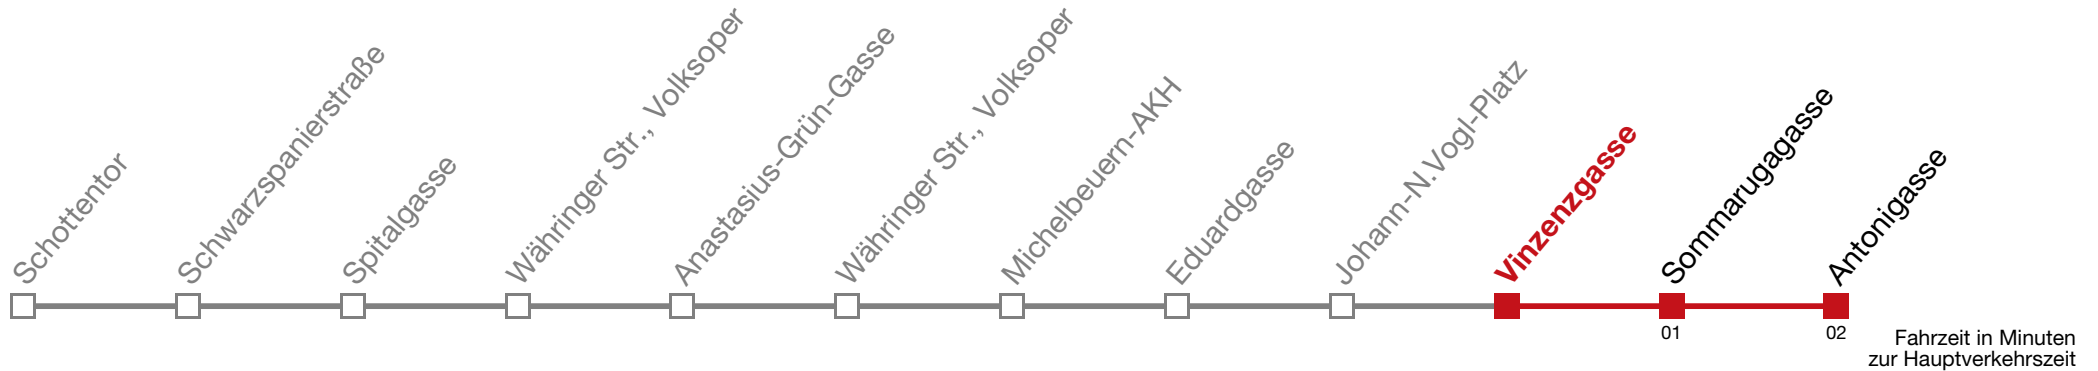 Schottentor
Schwarzspanierstraße
Spitalgasse
Währinger Str., Volksoper
Anastasius-Grün-Gasse
Währinger Str., Volksoper
Michelbeuern-AKH
Eduardgasse
Johann-N.Vogl-Platz
Vinzenzgasse
Sommarugagasse
Antonigasse
01
02
Fahrzeit in Minuten
zur Hauptverkehrszeit